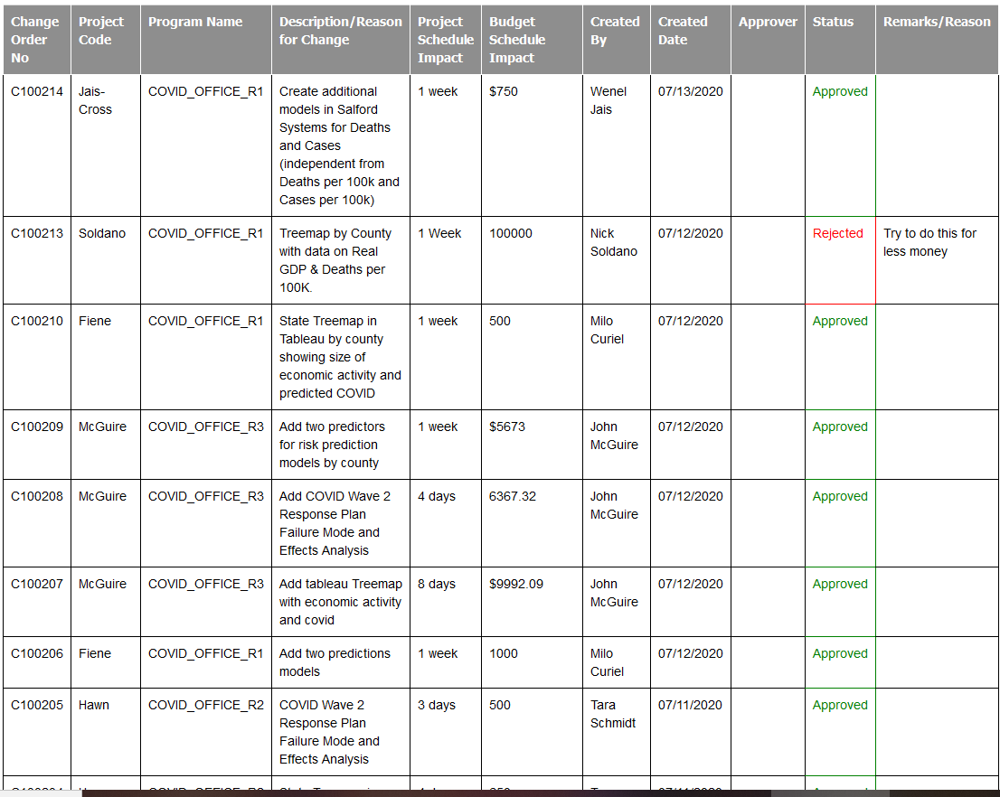 Change Order No | Project Code | Program Name | Description/Reason for Change | Project Schedule Impact | Budget Schedule Impact | Created By | Created Date | Approver | Status | Remarks/Reason
C100214 | Jais-Cross | COVID_OFFICE_R1 | Create additional models in Salford Systems for Deaths and Cases (independent from Deaths per 100k and Cases per 100k) | 1 week | $750 | Wenel Jais | 07/13/2020 | | Approved |
C100213 | Soldano | COVID_OFFICE_R1 | Treemap by County with data on Real GDP & Deaths per 100K. | 1 Week | 100000 | Nick Soldano | 07/12/2020 | | Rejected | Try to do this for less money
C100210 | Fiene | COVID_OFFICE_R1 | State Treemap in Tableau by county showing size of economic activity and predicted COVID | 1 week | 500 | Milo Curiel | 07/12/2020 | | Approved |
C100209 | McGuire | COVID_OFFICE_R3 | Add two predictors for risk prediction models by county | 1 week | $5673 | John McGuire | 07/12/2020 | | Approved |
C100208 | McGuire | COVID_OFFICE_R3 | Add COVID Wave 2 Response Plan Failure Mode and Effects Analysis | 4 days | 6367.32 | John McGuire | 07/12/2020 | | Approved |
C100207 | McGuire | COVID_OFFICE_R3 | Add tableau Treemap with economic activity and covid | 8 days | $9992.09 | John McGuire | 07/12/2020 | | Approved |
C100206 | Fiene | COVID_OFFICE_R1 | Add two predictions models | 1 week | 1000 | Milo Curiel | 07/12/2020 | | Approved |
C100205 | Hawn | COVID_OFFICE_R2 | COVID Wave 2 Response Plan Failure Mode and Effects Analysis | 3 days | 500 | Tara Schmidt | 07/11/2020 | | Approved |